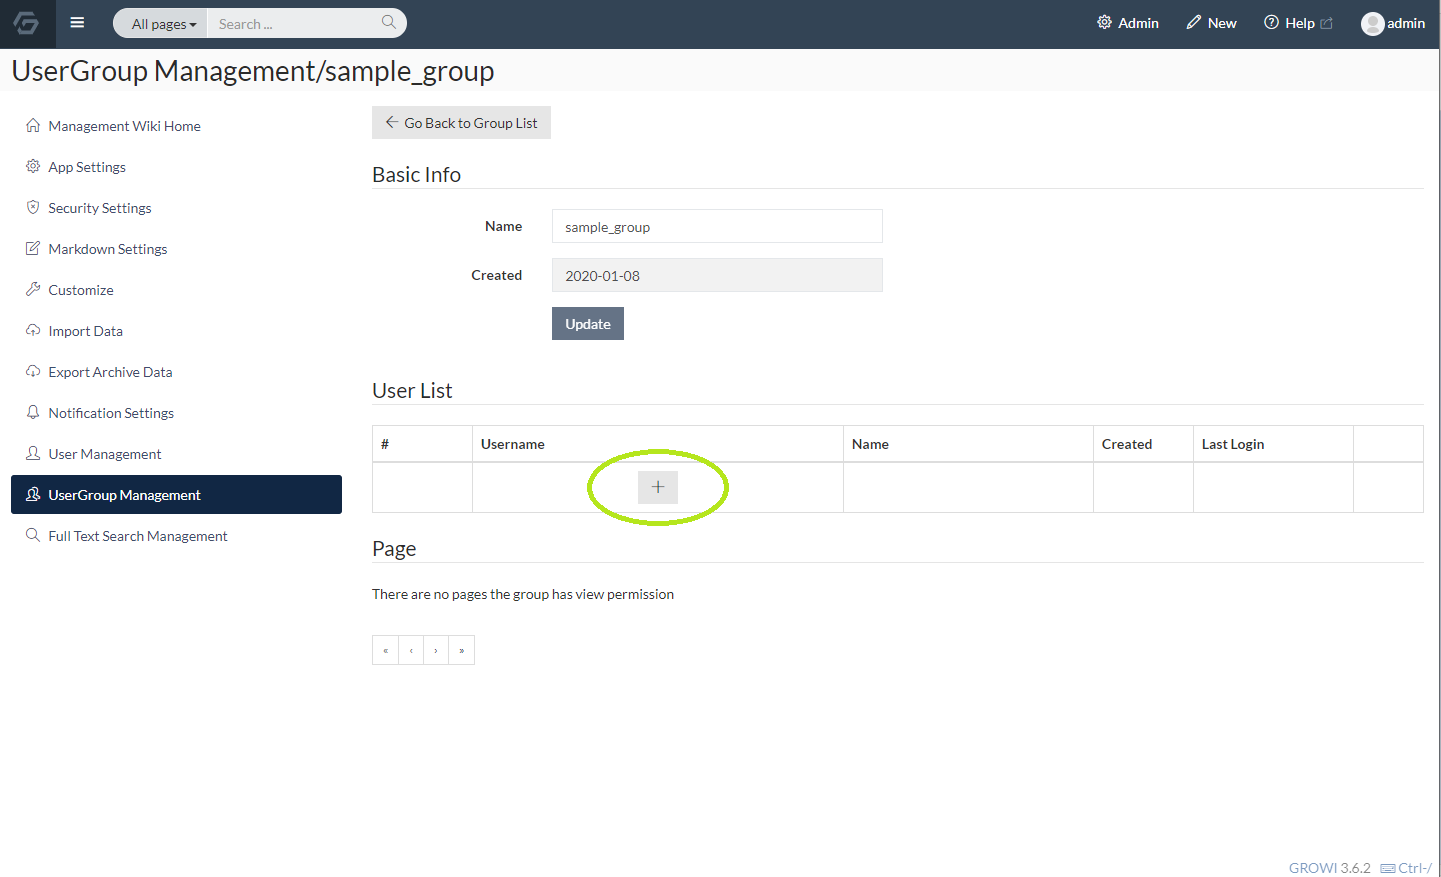 All pages
Search ...
Admin
New
Help
admin
UserGroup Management/sample_group
Management Wiki Home
App Settings
Security Settings
Markdown Settings
Customize
Import Data
Export Archive Data
Notification Settings
User Management
UserGroup Management
Full Text Search Management
Go Back to Group List
Basic Info
Name sample_group
Created 2020-01-08
Update
User List
# Username Name Created Last Login
+
Page
There are no pages the group has view permission
« ‹ › »
GROWI 3.6.2 Ctrl-/